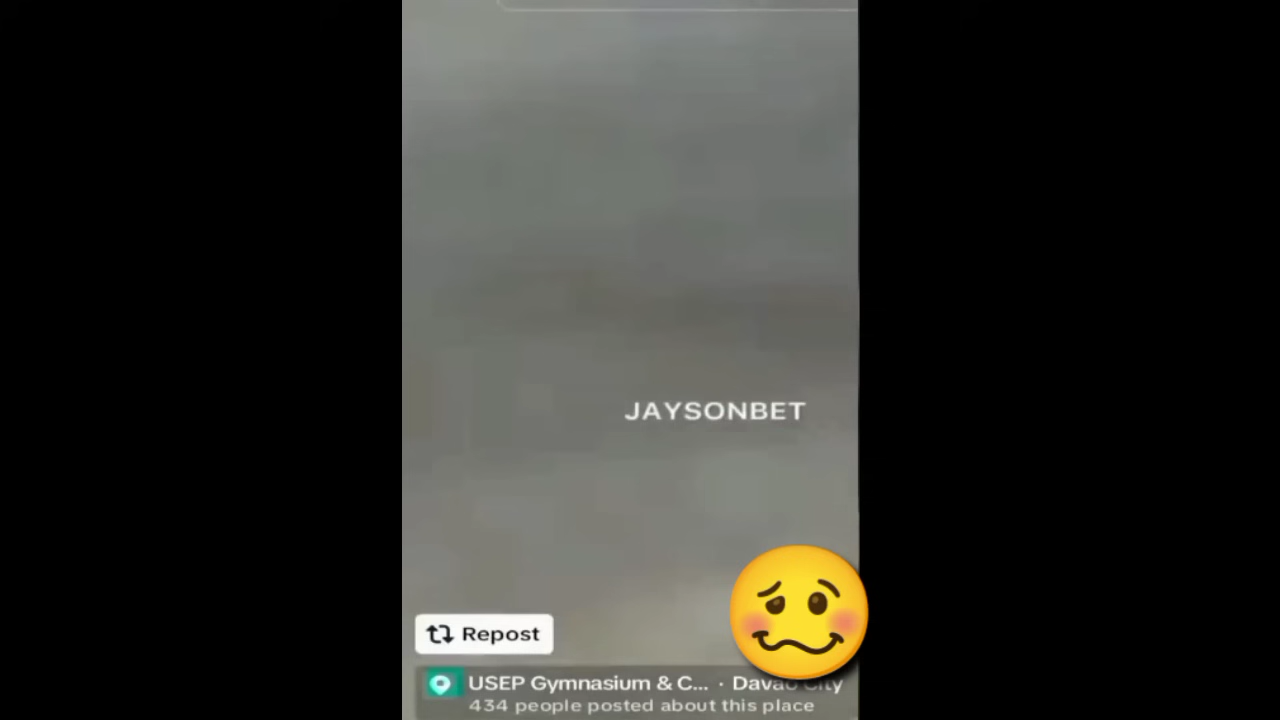 JAYSONBET
Repost
USEP Gymnasium & C... · Davao City
434 people posted about this place